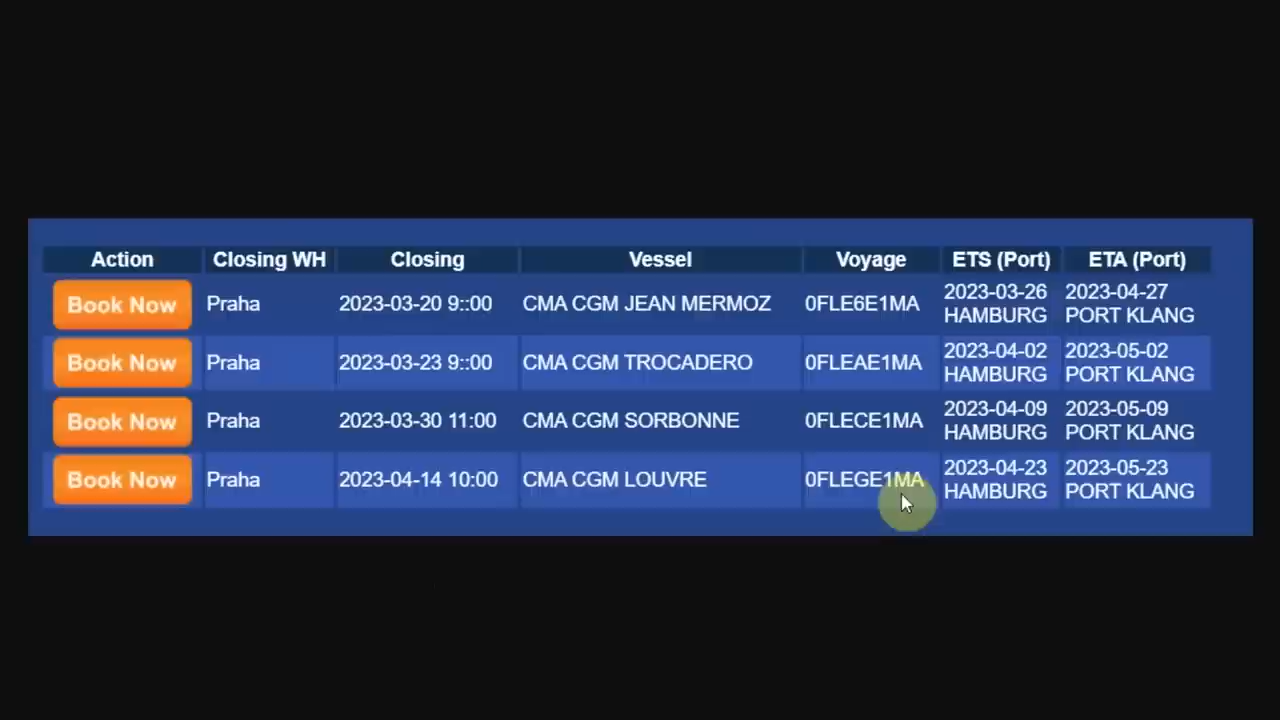 Action Closing WH Closing Vessel Voyage ETS (Port) ETA (Port)
Book Now Praha 2023-03-20 9::00 CMA CGM JEAN MERMOZ 0FLE6E1MA 2023-03-26 2023-04-27
HAMBURG PORT KLANG
Book Now Praha 2023-03-23 9::00 CMA CGM TROCADERO 0FLEAE1MA 2023-04-02 2023-05-02
HAMBURG PORT KLANG
Book Now Praha 2023-03-30 11:00 CMA CGM SORBONNE 0FLECE1MA 2023-04-09 2023-05-09
HAMBURG PORT KLANG
Book Now Praha 2023-04-14 10:00 CMA CGM LOUVRE 0FLEGE1MA 2023-04-23 2023-05-23
HAMBURG PORT KLANG